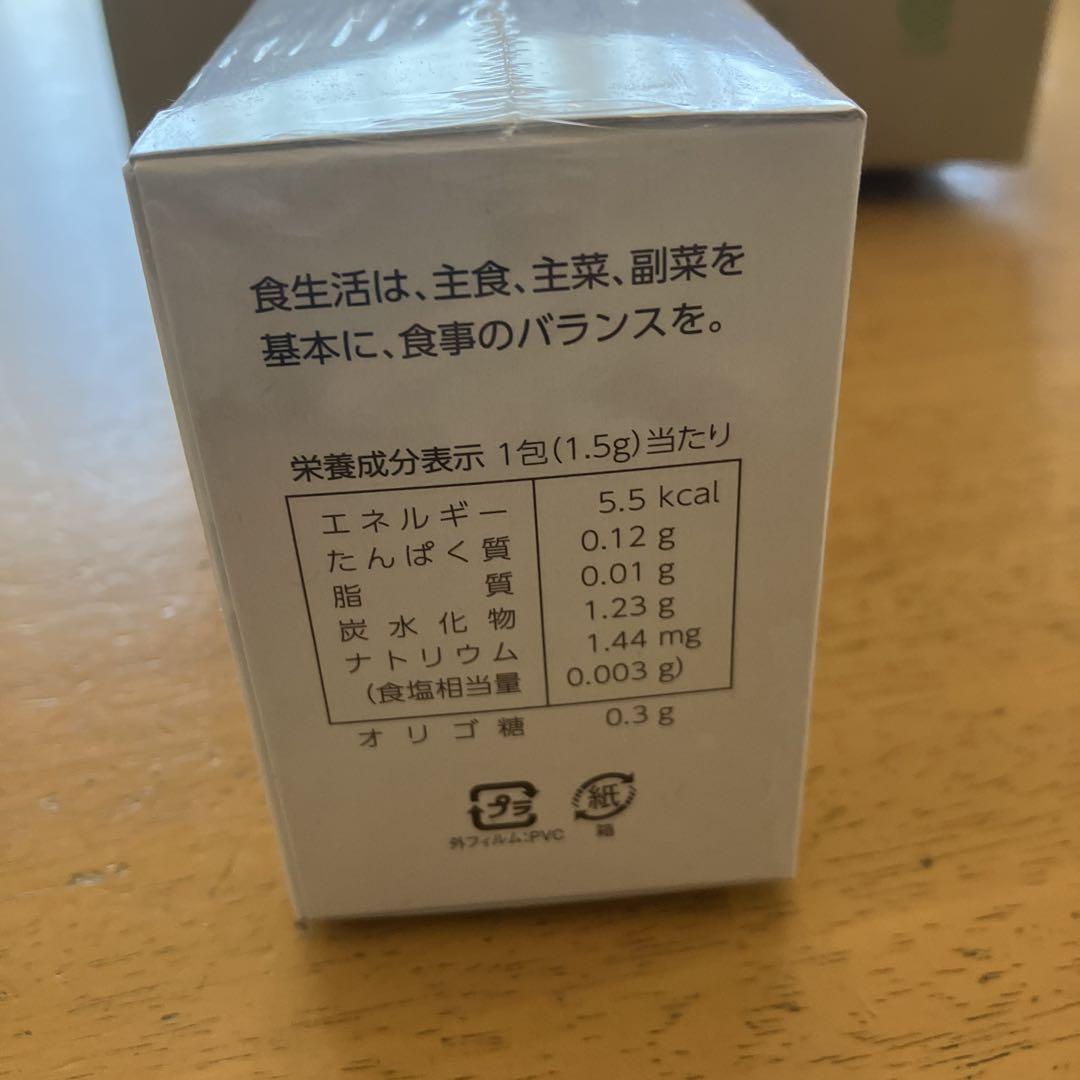 食生活は、主食、主菜、副菜を
基本に、食事のバランスを。
栄養成分表示 1包(1.5g)当たり
エネルギー 5.5 kcal
たんぱく質 0.12 g
脂質 0.01 g
炭水化物 1.23 g
ナトリウム 1.44 mg
(食塩相当量 0.003 g)
オリゴ糖 0.3 g
プラ 紙
外フィルム:PVC 箱